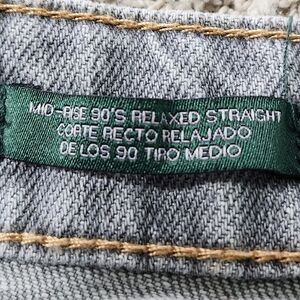 MID-RISE 90'S RELAXED STRAIGHT
CORTE RECTO RELAJADO
DE LOS 90 TIRO MEDIO